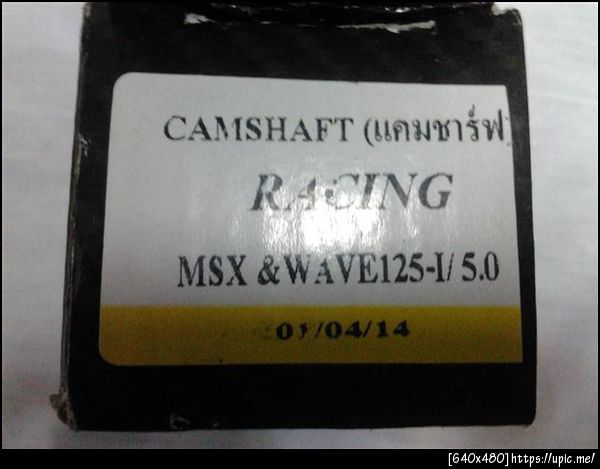 CAMSHAFT (แคมชาร์ฟ)
RACING
MSX & WAVE125-I/ 5.0
01/04/14
[640x480]https://upic.me/